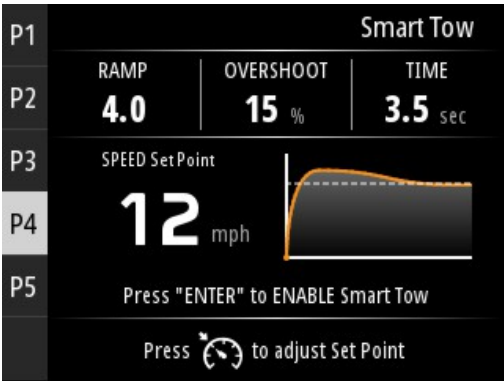 Smart Tow
P1
P2
P3
P4
P5
RAMP OVERSHOOT TIME
4.0 15 % 3.5 sec
SPEED Set Point
12 mph
Press "ENTER" to ENABLE Smart Tow
Press to adjust Set Point